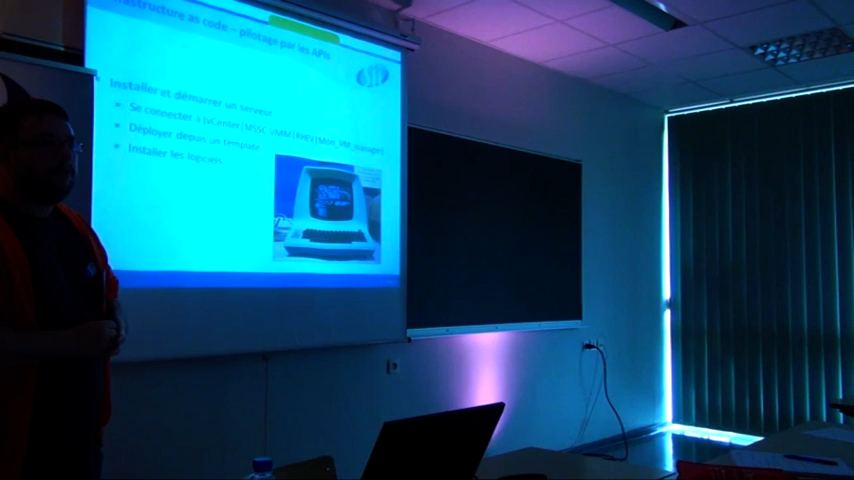 Infrastructure as code – pilotage par les APIs
Installer et démarrer un serveur
Se connecter à [vCenter|MSSC VMM|RHEV|Mon_VM_manager]
Déployer depuis un template
Installer les logiciels